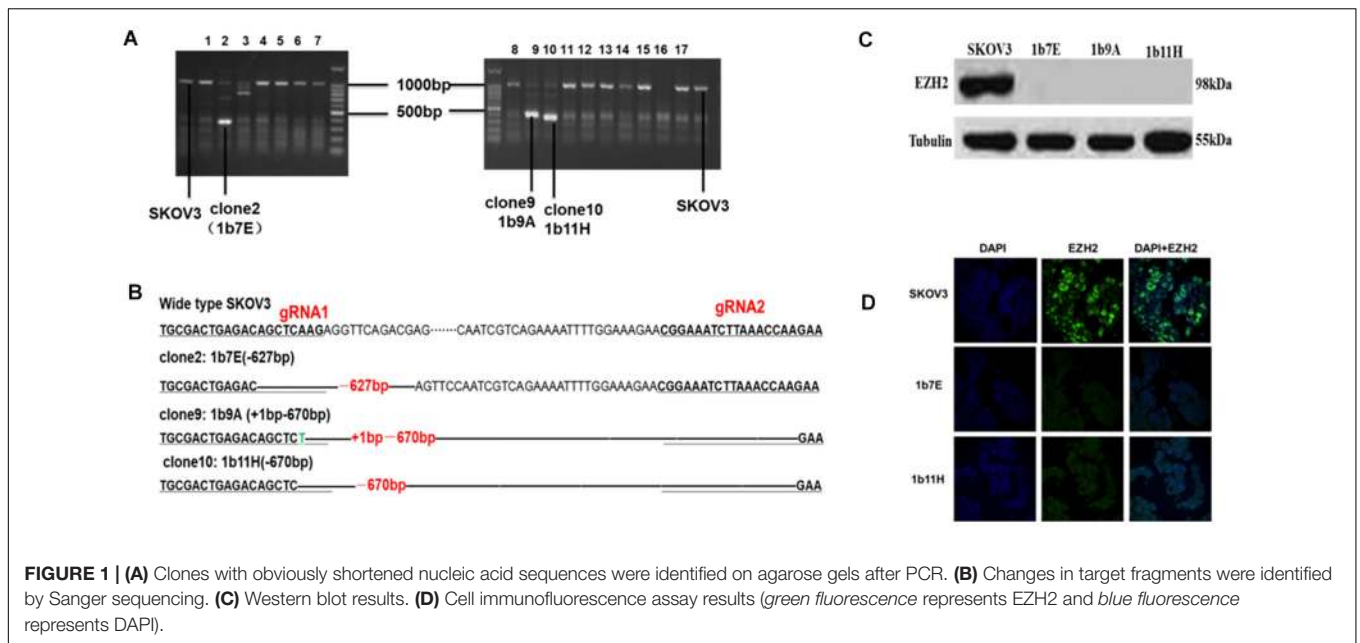 A
1 2 3 4 5 6 7
8 9 10 11 12 13 14 15 16 17
1000bp
500bp
SKOV3
clone2
（1b7E）
clone9
1b9A
clone10
1b11H
SKOV3
B
Wide type SKOV3
gRNA1
gRNA2
TGCGACTGAGACAGCTCAAGAGGTTCAGACGAG······CAATCGTCAGAAAATTTTGGAAAGAACGGAAATCTTAAACCAAGAA
clone2: 1b7E(-627bp)
TGCGACTGAGAC —627bp AGTTCCAATCGTCAGAAAATTTTGGAAAGAACGGAAATCTTAAACCAAGAA
clone9: 1b9A (+1bp-670bp)
TGCGACTGAGACAGCTCT +1bp —670bp GAA
clone10: 1b11H(-670bp)
TGCGACTGAGACAGCTC —670bp GAA
C
SKOV3 1b7E 1b9A 1b11H
EZH2 98kDa
Tubulin 55kDa
D
DAPI EZH2 DAPI+EZH2
SKOV3
1b7E
1b11H
FIGURE 1 | (A) Clones with obviously shortened nucleic acid sequences were identified on agarose gels after PCR. (B) Changes in target fragments were identified
by Sanger sequencing. (C) Western blot results. (D) Cell immunofluorescence assay results (green fluorescence represents EZH2 and blue fluorescence
represents DAPI).